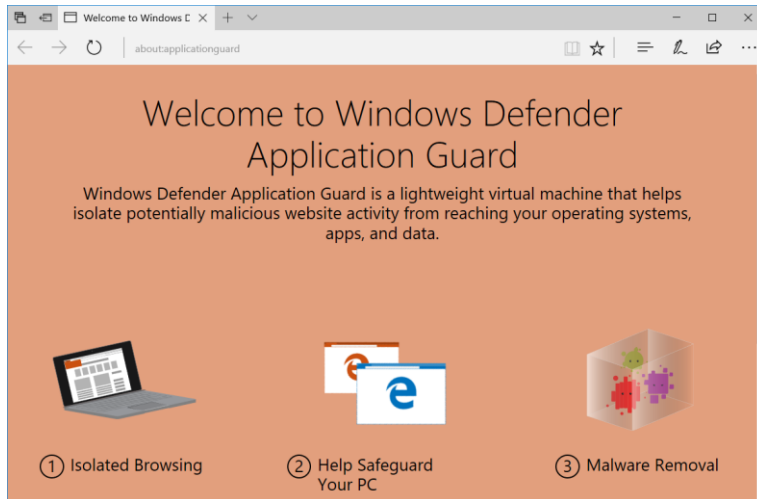 Welcome to Windows D
about:applicationguard
Welcome to Windows Defender
Application Guard
Windows Defender Application Guard is a lightweight virtual machine that helps
isolate potentially malicious website activity from reaching your operating systems,
apps, and data.
1 Isolated Browsing
2 Help Safeguard
Your PC
3 Malware Removal